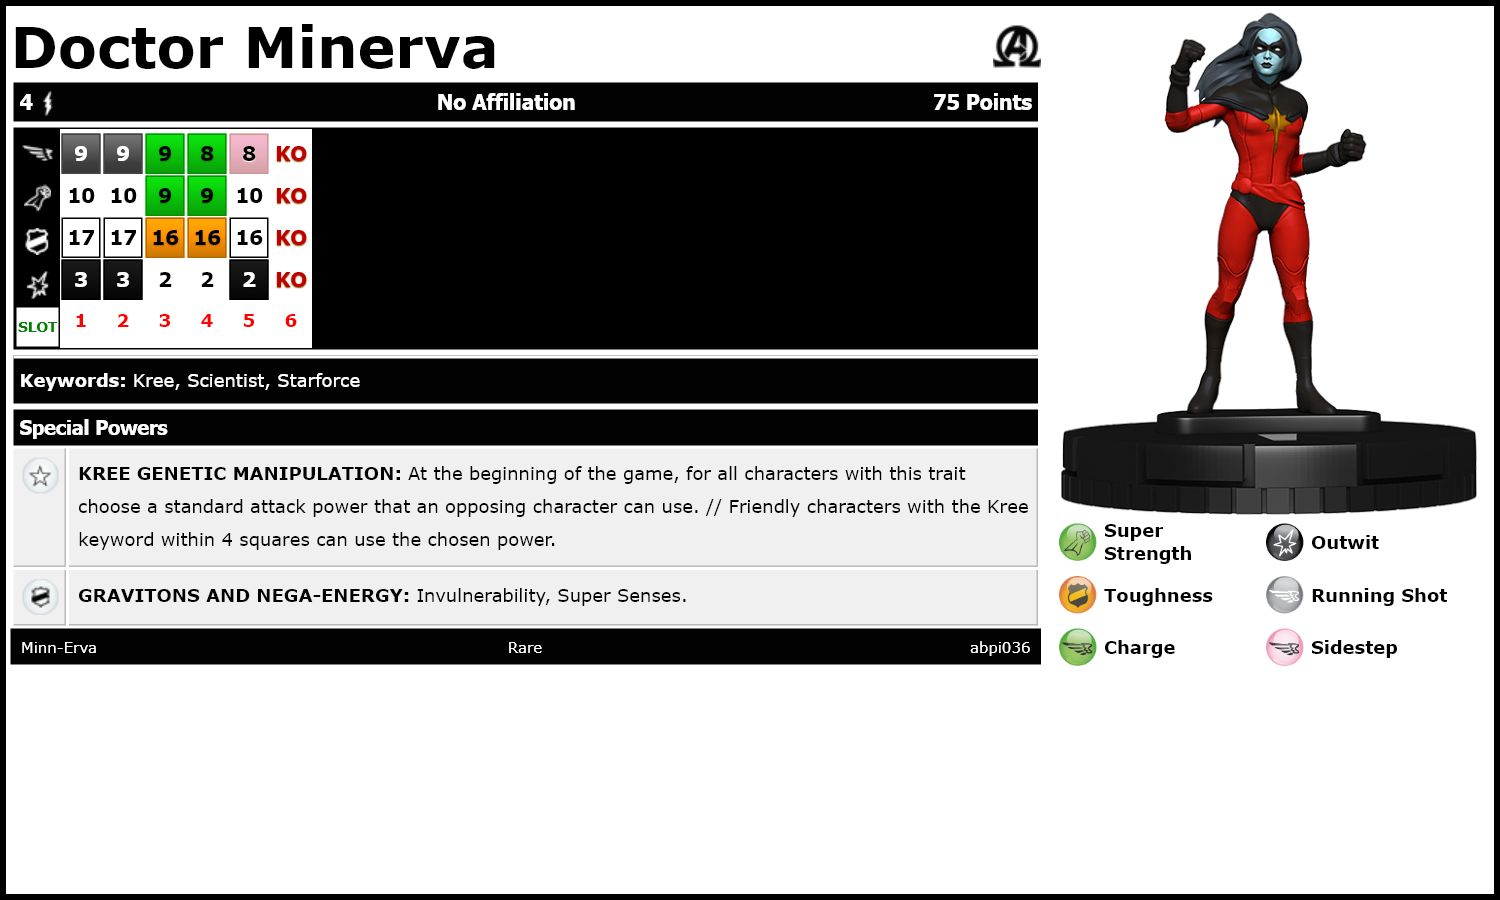 Doctor Minerva
4 No Affiliation 75 Points
9 9 9 8 8 KO
10 10 9 9 10 KO
17 17 16 16 16 KO
3 3 2 2 2 KO
SLOT 1 2 3 4 5 6
Keywords: Kree, Scientist, Starforce
Special Powers
KREE GENETIC MANIPULATION: At the beginning of the game, for all characters with this trait
choose a standard attack power that an opposing character can use. // Friendly characters with the Kree
keyword within 4 squares can use the chosen power.
GRAVITONS AND NEGA-ENERGY: Invulnerability, Super Senses.
Minn-Erva Rare abpi036
Super
Strength
Outwit
Toughness
Running Shot
Charge
Sidestep